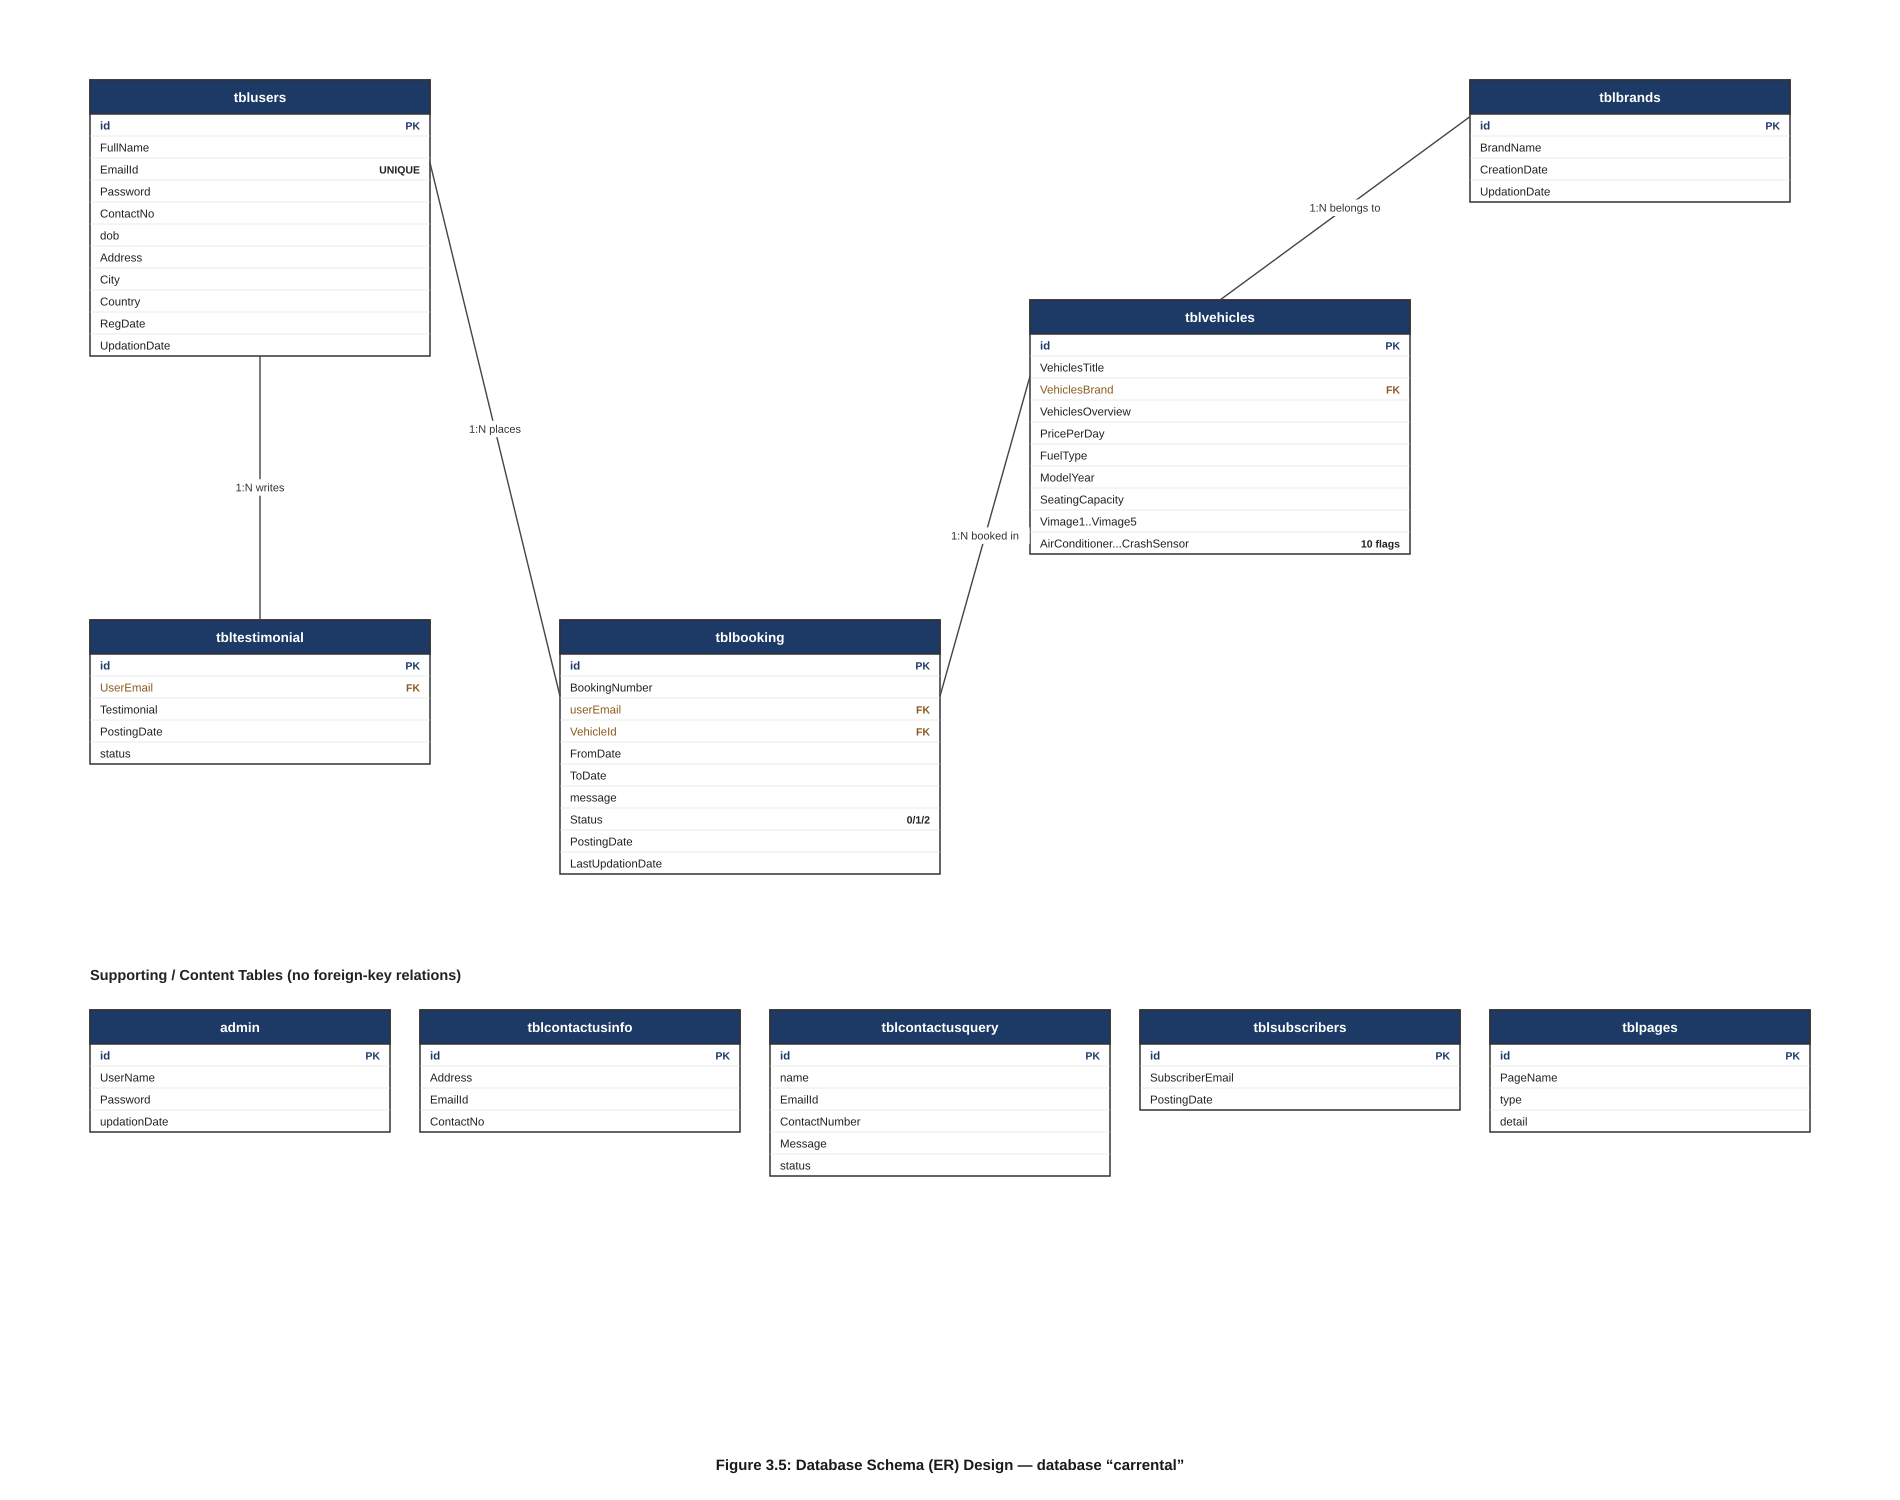 tblusers
id PK
FullName
EmailId UNIQUE
Password
ContactNo
dob
Address
City
Country
RegDate
UpdationDate
tblbrands
id PK
BrandName
CreationDate
UpdationDate
1:N belongs to
tblvehicles
id PK
VehiclesTitle
VehiclesBrand FK
VehiclesOverview
PricePerDay
FuelType
ModelYear
SeatingCapacity
Vimage1..Vimage5
AirConditioner...CrashSensor 10 flags
1:N places
1:N writes
1:N booked in
tbltestimonial
id PK
UserEmail FK
Testimonial
PostingDate
status
tblbooking
id PK
BookingNumber
userEmail FK
VehicleId FK
FromDate
ToDate
message
Status 0/1/2
PostingDate
LastUpdationDate
Supporting / Content Tables (no foreign-key relations)
admin
id PK
UserName
Password
updationDate
tblcontactusinfo
id PK
Address
EmailId
ContactNo
tblcontactusquery
id PK
name
EmailId
ContactNumber
Message
status
tblsubscribers
id PK
SubscriberEmail
PostingDate
tblpages
id PK
PageName
type
detail
Figure 3.5: Database Schema (ER) Design — database “carrental”